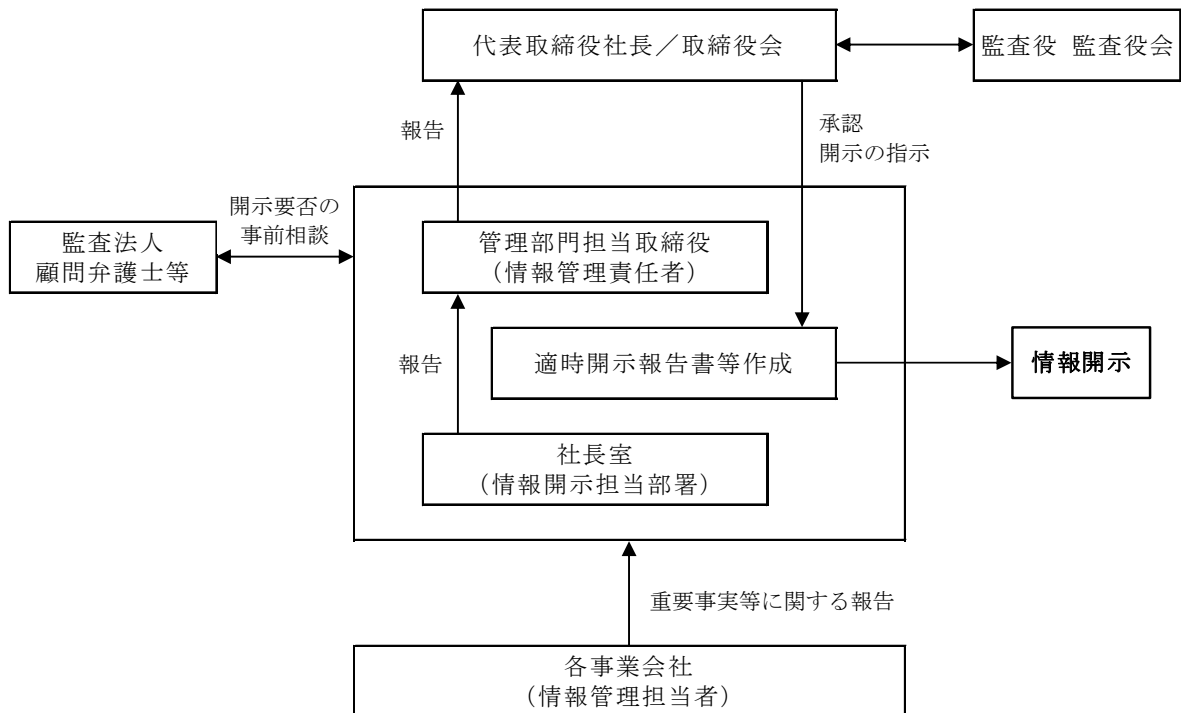 代表取締役社長／取締役会
監査役 監査役会
報告
承認
開示の指示
開示要否の
事前相談
監査法人
顧問弁護士等
管理部門担当取締役
（情報管理責任者）
報告
適時開示報告書等作成
情報開示
社長室
（情報開示担当部署）
重要事実等に関する報告
各事業会社
（情報管理担当者）